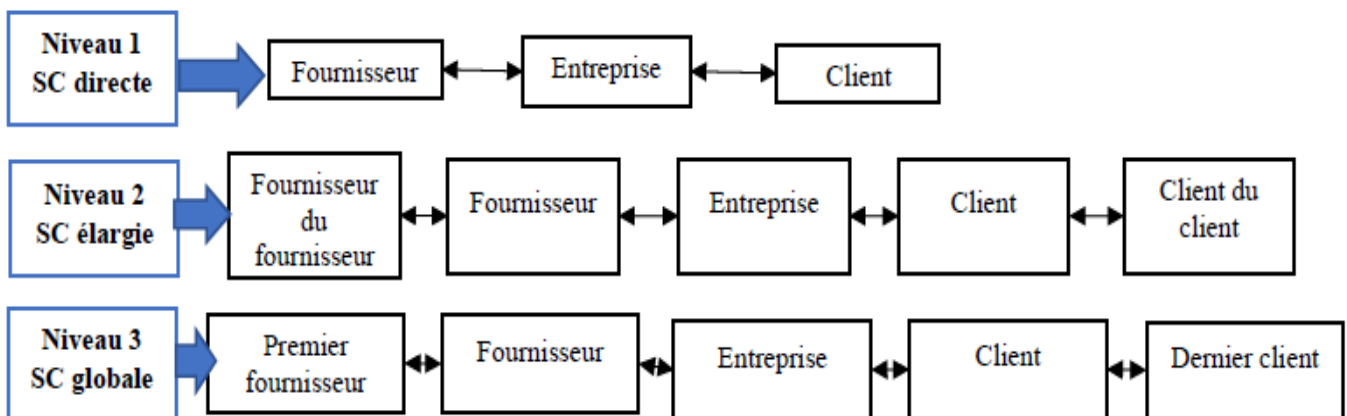 Niveau 1
SC directe
Fournisseur
Entreprise
Client
Niveau 2
SC élargie
Fournisseur
du
fournisseur
Fournisseur
Entreprise
Client
Client du
client
Niveau 3
SC globale
Premier
fournisseur
Fournisseur
Entreprise
Client
Dernier client